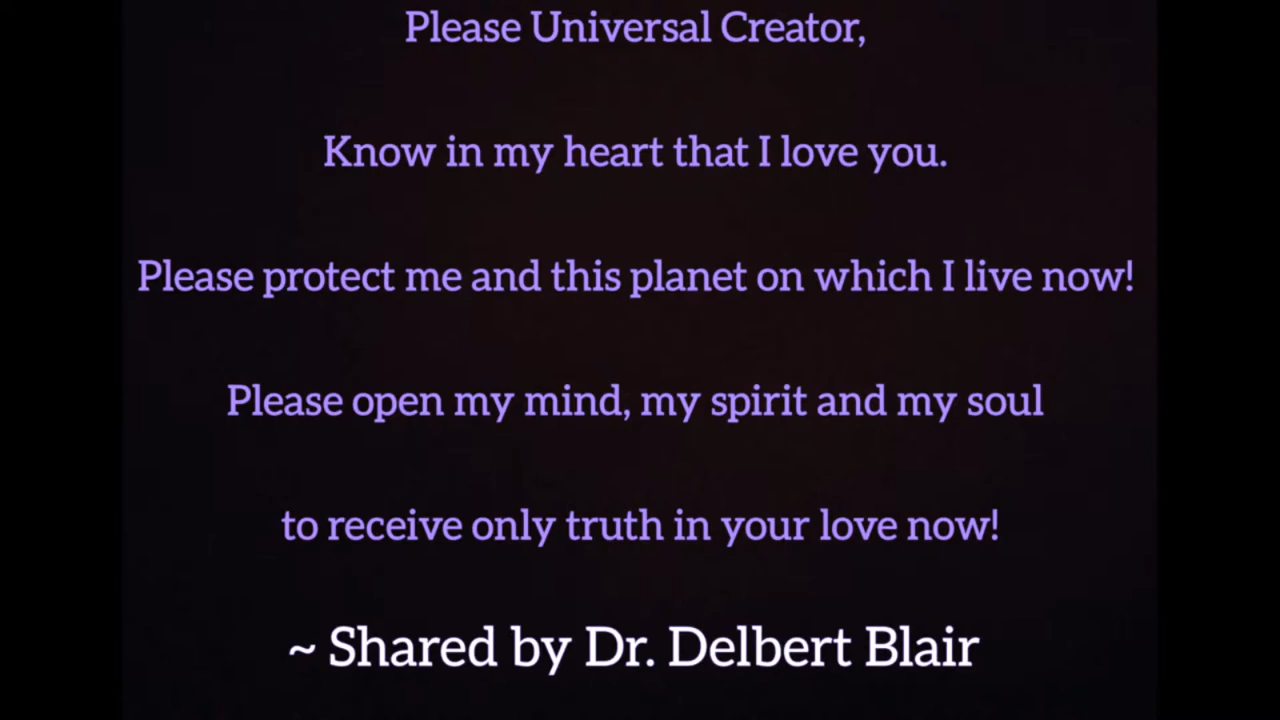 Please Universal Creator,
Know in my heart that I love you.
Please protect me and this planet on which I live now!
Please open my mind, my spirit and my soul
to receive only truth in your love now!
~ Shared by Dr. Delbert Blair